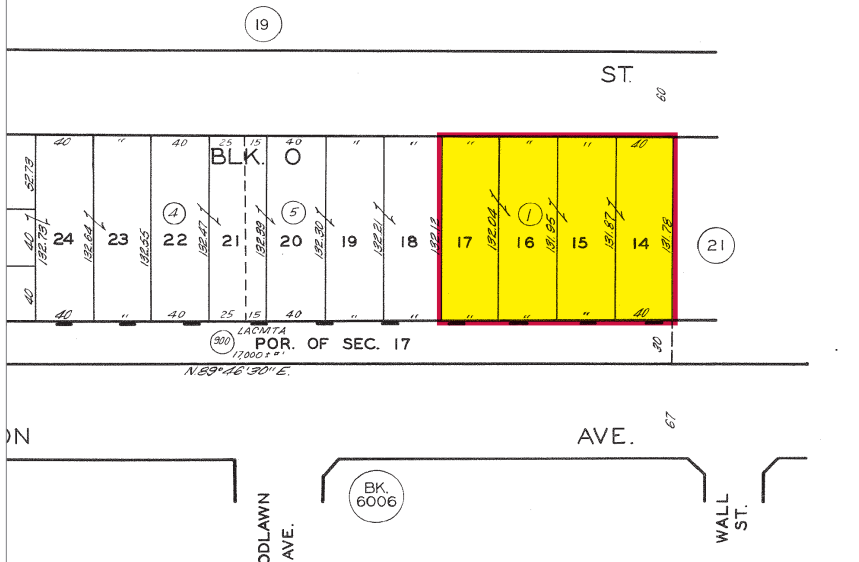 19
ST.
60
40 " 40 25 15 40 " " 40
BLK. O
52.73
40
40
132.73
132.64
132.55
132.47
132.39
132.30
132.21
132.12
132.04
131.95
131.87
131.78
4
5
1
24 23 22 21 20 19 18 17 16 15 14
21
40 " 40 25 15 40 " " " " " 40
LACMTA
900
POR. OF SEC. 17
17,000 ±
N.89°46'30"E.
30
67
ON
AVE.
BK.
6006
ODLAWN
AVE.
WALL
ST.